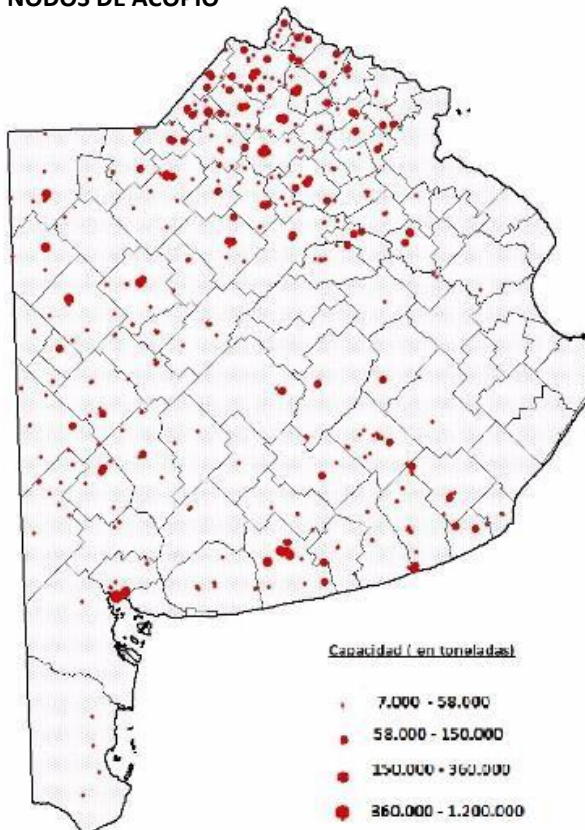 NODOS DE ACOPIO
Capacidad ( en toneladas)
7.000 - 58.000
58.000 - 150.000
150.000 - 360.000
360.000 - 1.200.000